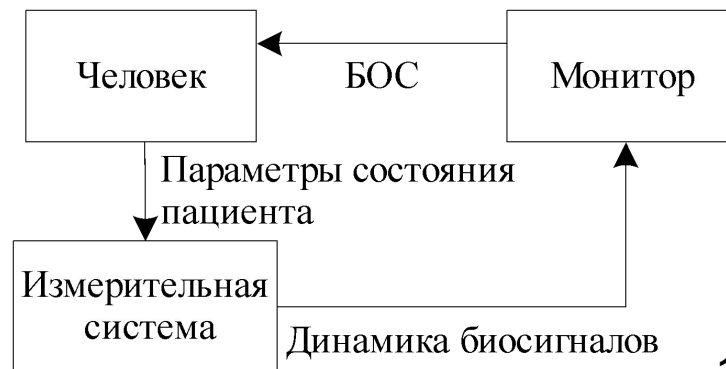 Человек
БОС
Монитор
Параметры состояния
пациента
Измерительная
система
Динамика биосигналов